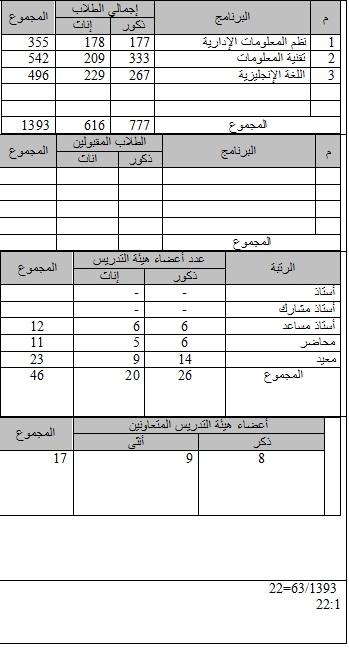 م البرنامج إجمالي الطلاب المجموع
ذكور إناث
1 نظم المعلومات الإدارية 177 178 355
2 تقنية المعلومات 333 209 542
3 اللغة الإنجليزية 267 229 496
المجموع 777 616 1393
م البرنامج الطلاب المقبولين المجموع
ذكور اناث
المجموع
الرتبة عدد أعضاء هيئة التدريس المجموع
ذكور إناث
أستاذ - -
أستاذ مشارك - -
أستاذ مساعد 6 6 12
محاضر 6 5 11
معيد 14 9 23
المجموع 26 20 46
أعضاء هيئة التدريس المتعاونين المجموع
ذكر أنثى
8 9 17
22=63/1393
22:1